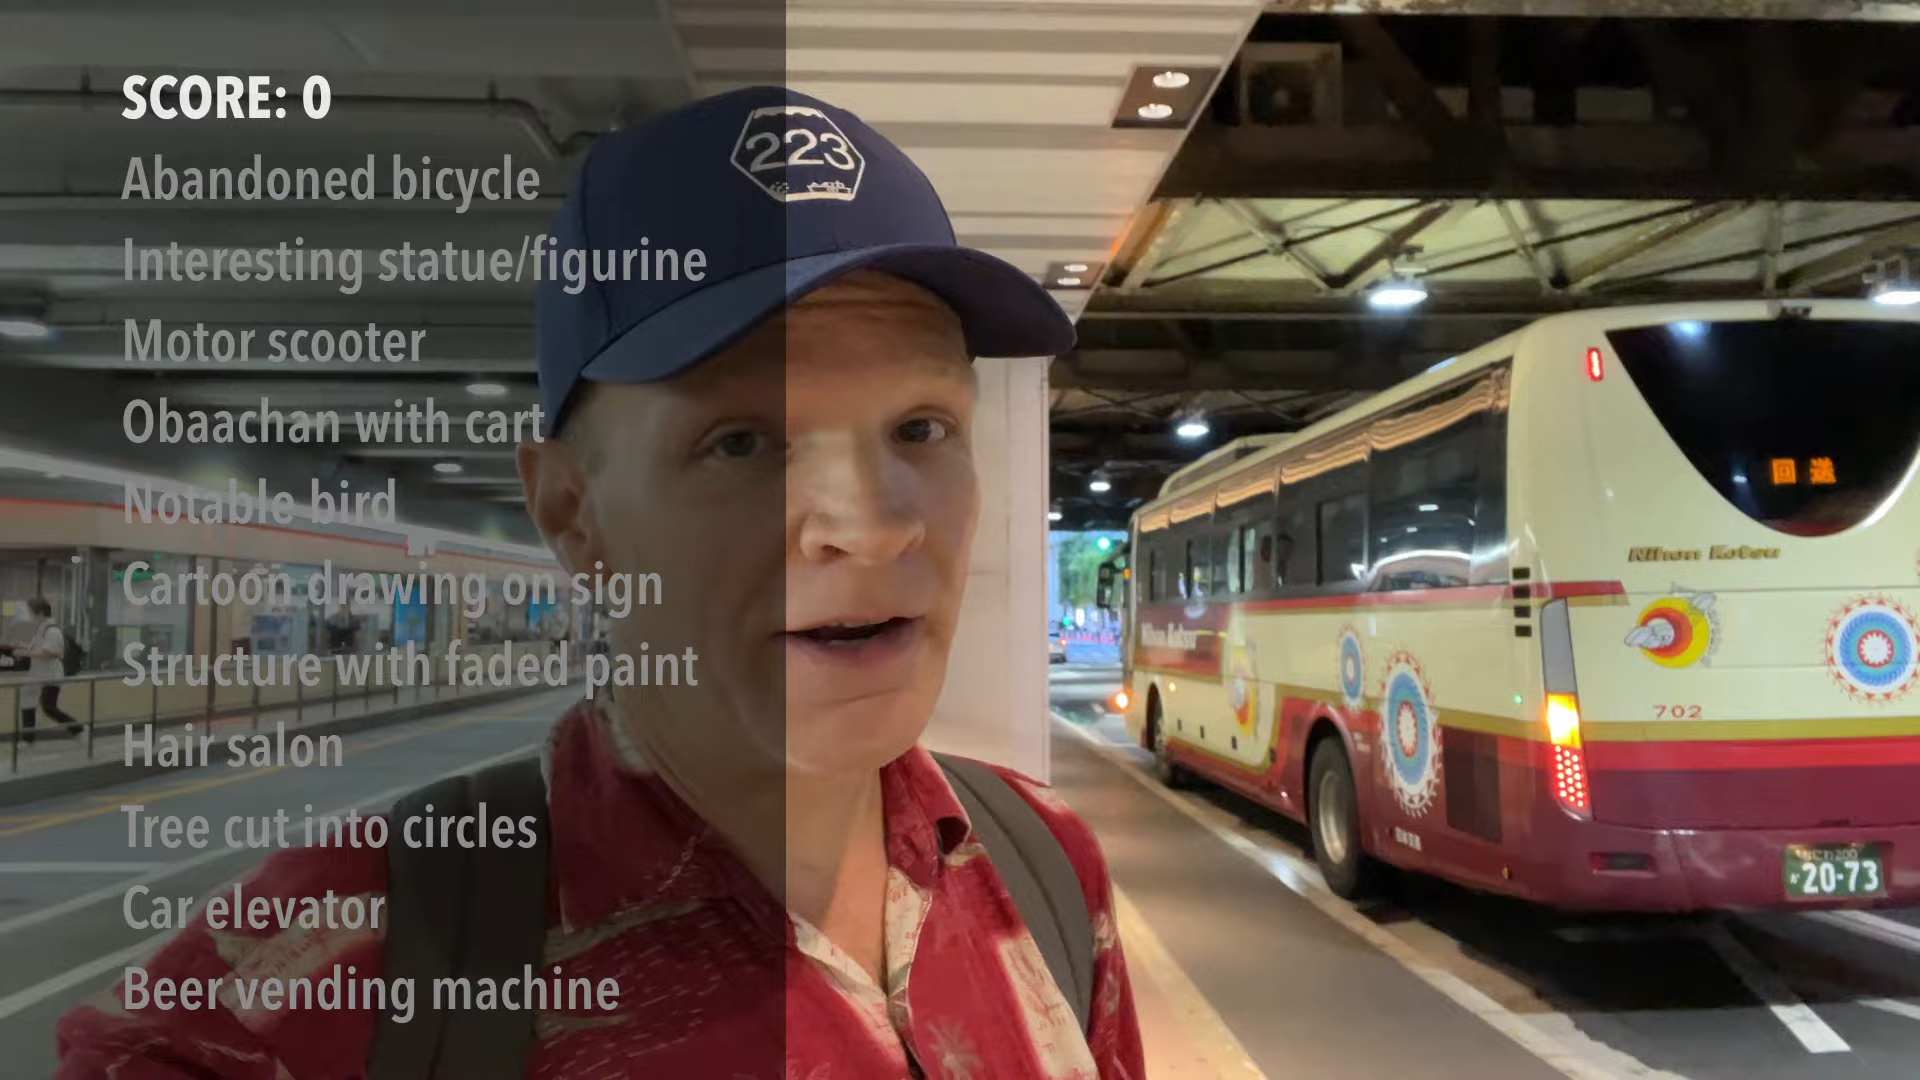 SCORE: 0
Abandoned bicycle
Interesting statue/figurine
Motor scooter
Obaachan with cart
Notable bird
Cartoon drawing on sign
Structure with faded paint
Hair salon
Tree cut into circles
Car elevator
Beer vending machine
223
回送
Nihon Kotsu
Nihon Kotsu
702
20-73